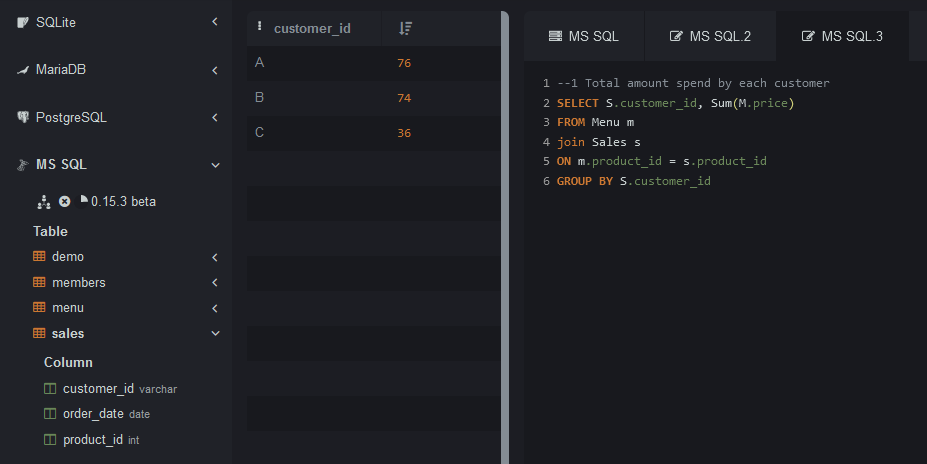 SQLite
MariaDB
PostgreSQL
MS SQL
0.15.3 beta
Table
demo
members
menu
sales
Column
customer_id varchar
order_date date
product_id int
customer_id
A 76
B 74
C 36
MS SQL MS SQL.2 MS SQL.3
1 --1 Total amount spend by each customer
2 SELECT S.customer_id, Sum(M.price)
3 FROM Menu m
4 join Sales s
5 ON m.product_id = s.product_id
6 GROUP BY S.customer_id